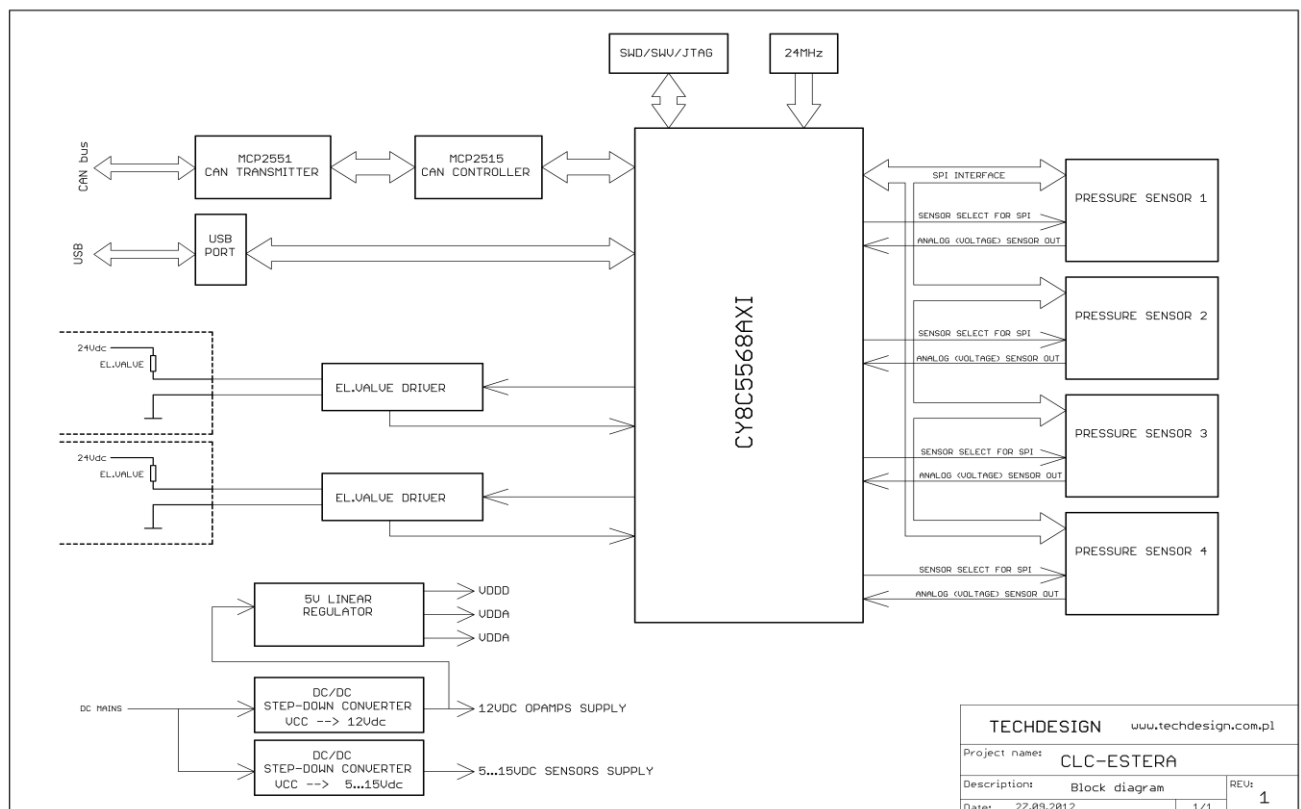 SWD/SWV/JTAG
24MHz
CAN bus
MCP2551
CAN TRANSMITTER
MCP2515
CAN CONTROLLER
USB
USB
PORT
CY8C5568AXI
SPI INTERFACE
SENSOR SELECT FOR SPI
ANALOG (VOLTAGE) SENSOR OUT
PRESSURE SENSOR 1
SENSOR SELECT FOR SPI
ANALOG (VOLTAGE) SENSOR OUT
PRESSURE SENSOR 2
SENSOR SELECT FOR SPI
ANALOG (VOLTAGE) SENSOR OUT
PRESSURE SENSOR 3
SENSOR SELECT FOR SPI
ANALOG (VOLTAGE) SENSOR OUT
PRESSURE SENSOR 4
24Vdc
EL.VALVE
EL.VALVE DRIVER
24Vdc
EL.VALVE
EL.VALVE DRIVER
5V LINEAR
REGULATOR
VDDD
VDDA
VDDA
DC MAINS
DC/DC
STEP-DOWN CONVERTER
VCC --> 12Vdc
12VDC OPAMPS SUPPLY
DC/DC
STEP-DOWN CONVERTER
VCC --> 5...15Vdc
5...15VDC SENSORS SUPPLY
TECHDESIGN www.techdesign.com.pl
Project name: CLC-ESTERA
Description: Block diagram
REV: 1
Date: 27.09.2012 1/1